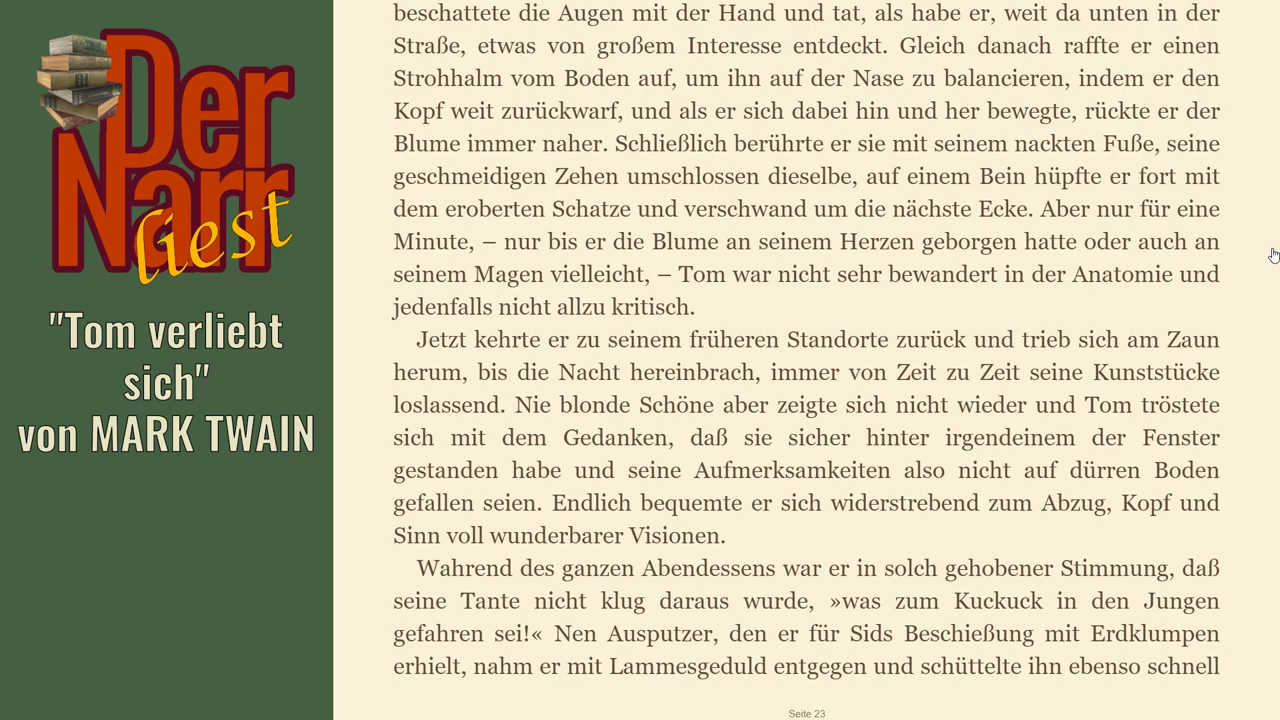 Der
Narr
liest
"Tom verliebt
sich"
von MARK TWAIN
beschattete die Augen mit der Hand und tat, als habe er, weit da unten in der
Straße, etwas von großem Interesse entdeckt. Gleich danach raffte er einen
Strohhalm vom Boden auf, um ihn auf der Nase zu balancieren, indem er den
Kopf weit zurückwarf, und als er sich dabei hin und her bewegte, rückte er der
Blume immer naher. Schließlich berührte er sie mit seinem nackten Fuße, seine
geschmeidigen Zehen umschlossen dieselbe, auf einem Bein hüpfte er fort mit
dem eroberten Schatze und verschwand um die nächste Ecke. Aber nur für eine
Minute, – nur bis er die Blume an seinem Herzen geborgen hatte oder auch an
seinem Magen vielleicht, – Tom war nicht sehr bewandert in der Anatomie und
jedenfalls nicht allzu kritisch.
Jetzt kehrte er zu seinem früheren Standorte zurück und trieb sich am Zaun
herum, bis die Nacht hereinbrach, immer von Zeit zu Zeit seine Kunststücke
loslassend. Nie blonde Schöne aber zeigte sich nicht wieder und Tom tröstete
sich mit dem Gedanken, daß sie sicher hinter irgendeinem der Fenster
gestanden habe und seine Aufmerksamkeiten also nicht auf dürren Boden
gefallen seien. Endlich bequemte er sich widerstrebend zum Abzug, Kopf und
Sinn voll wunderbarer Visionen.
Wahrend des ganzen Abendessens war er in solch gehobener Stimmung, daß
seine Tante nicht klug daraus wurde, »was zum Kuckuck in den Jungen
gefahren sei!« Nen Ausputzer, den er für Sids Beschießung mit Erdklumpen
erhielt, nahm er mit Lammesgeduld entgegen und schüttelte ihn ebenso schnell
Seite 23